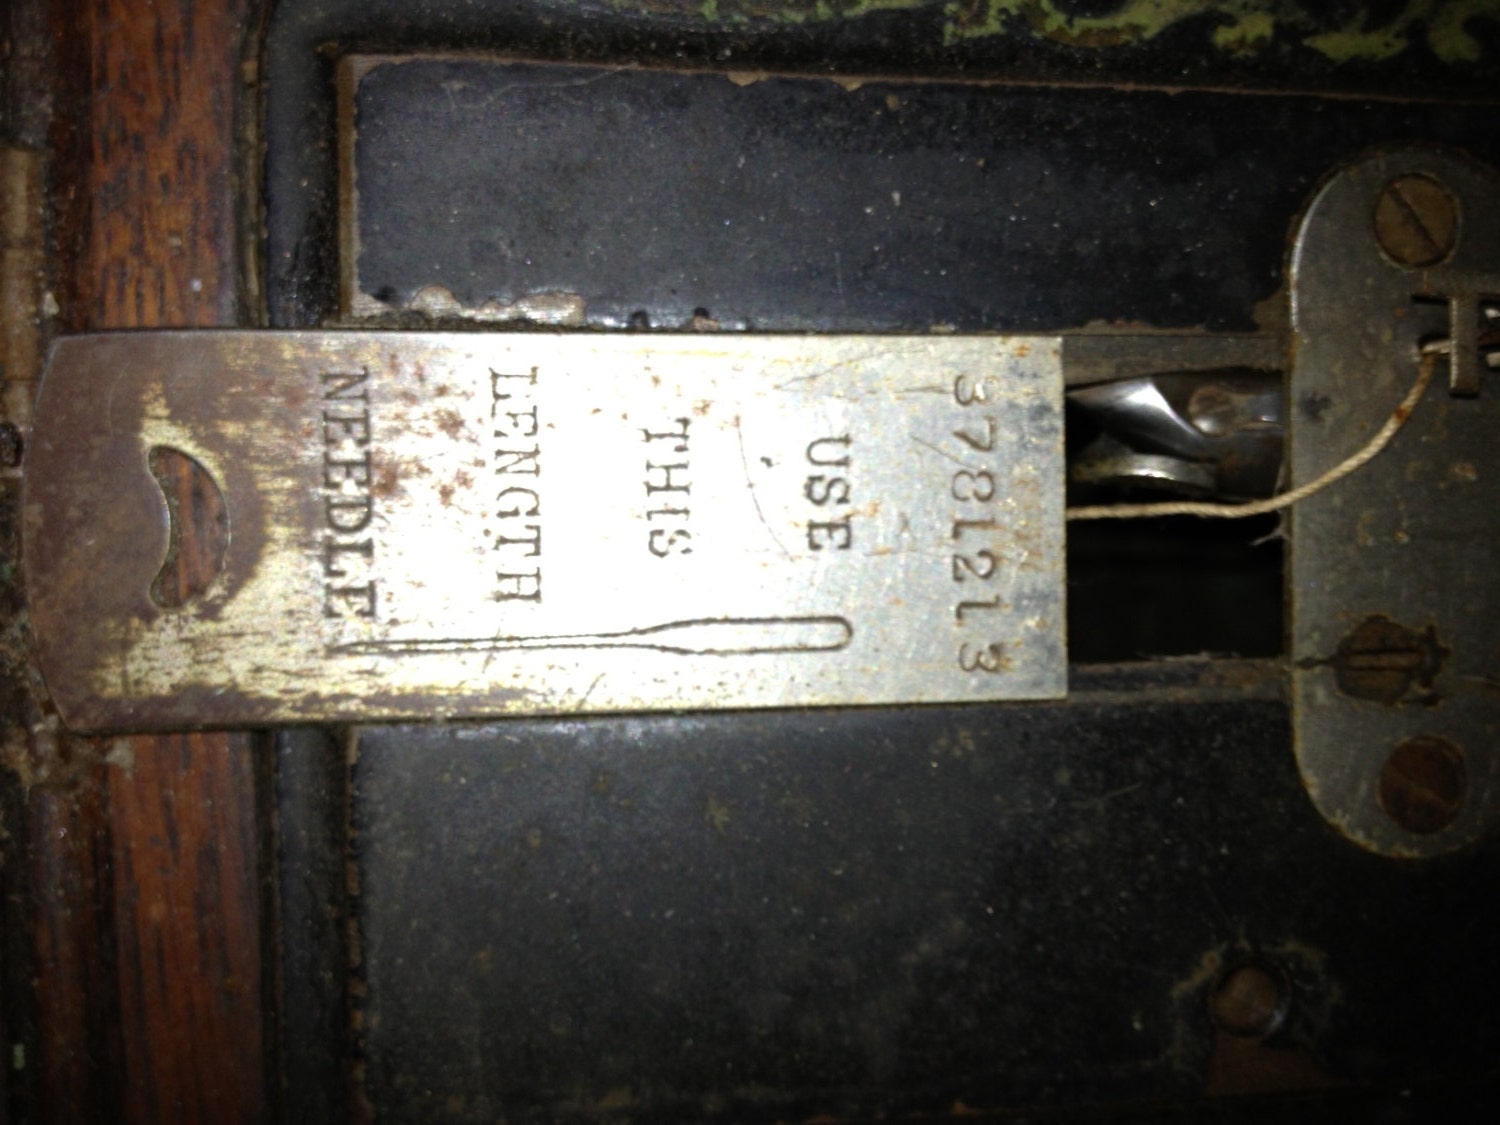 3781213
USE
THIS
LENGTH
NEEDLE